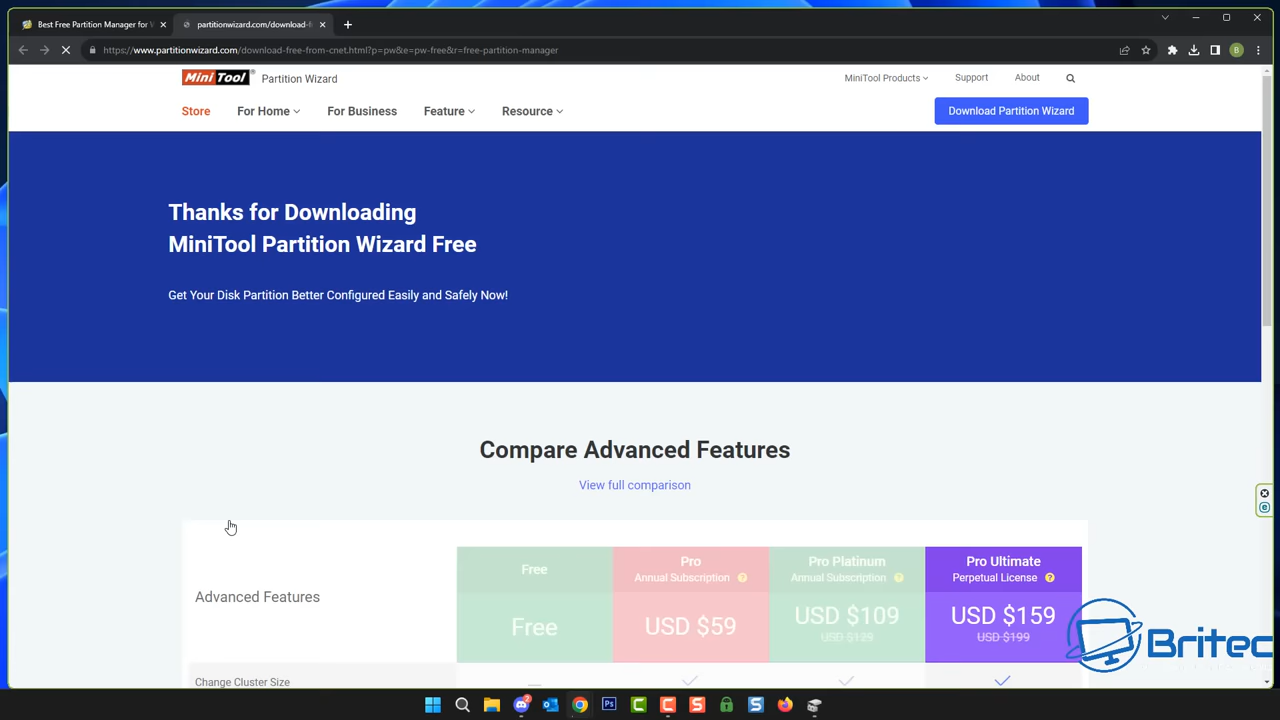 Best Free Partition Manager for W
partitionwizard.com/download-f
https://www.partitionwizard.com/download-free-from-cnet.html?p=pw&e=pw-free&r=free-partition-manager
B
MiniTool® Partition Wizard
MiniTool Products
Support
About
Store
For Home
For Business
Feature
Resource
Download Partition Wizard
Thanks for Downloading
MiniTool Partition Wizard Free
Get Your Disk Partition Better Configured Easily and Safely Now!
Compare Advanced Features
View full comparison
Advanced Features
Free
Free
Pro
Annual Subscription ?
USD $59
Pro Platinum
Annual Subscription ?
USD $109
USD $129
Pro Ultimate
Perpetual License ?
USD $159
USD $199
Change Cluster Size
Britec